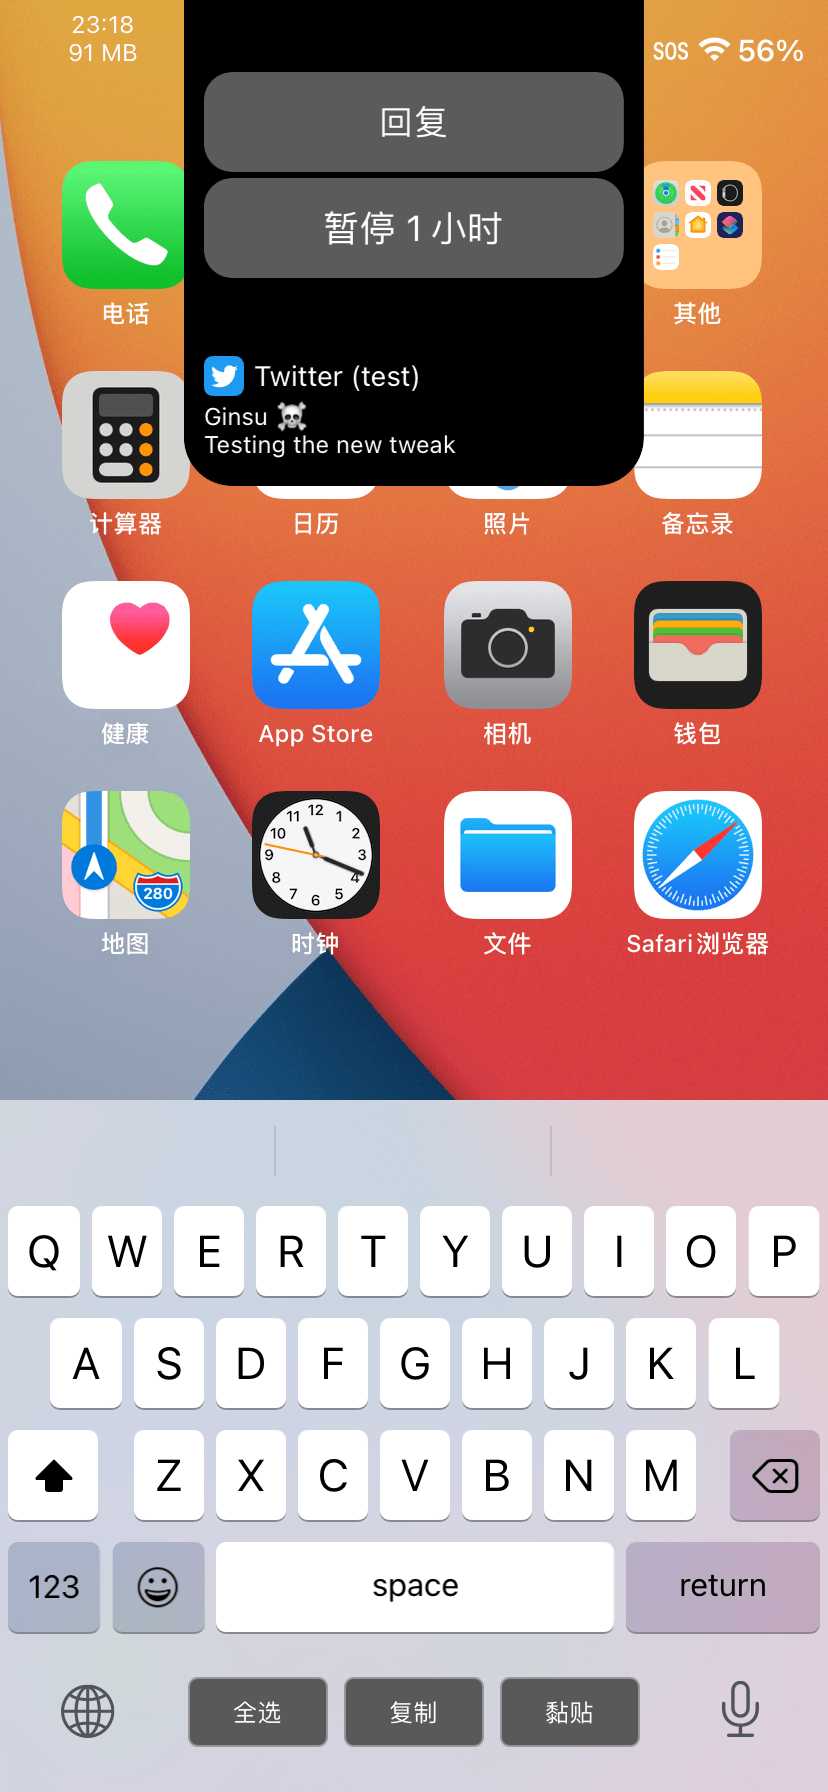 23:18
91 MB
SOS 56%
回复
暂停 1 小时
Twitter (test)
Ginsu ☠️
Testing the new tweak
电话
其他
计算器
日历
照片
备忘录
健康
App Store
相机
钱包
280
12
11 1
10 2
9 3
8 4
7 5
6
地图
时钟
文件
Safari浏览器
Q W E R T Y U I O P
A S D F G H J K L
Z X C V B N M
123 space return
全选 复制 黏贴